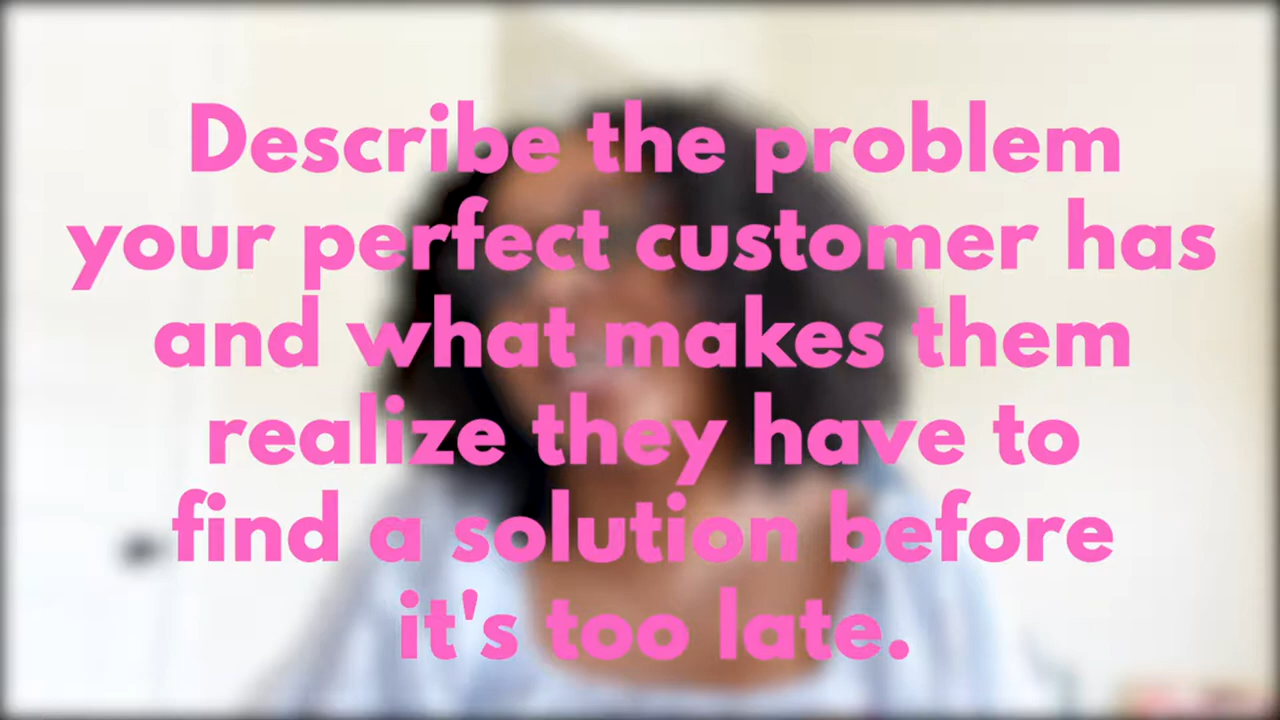 Describe the problem
your perfect customer has
and what makes them
realize they have to
find a solution before
it's too late.